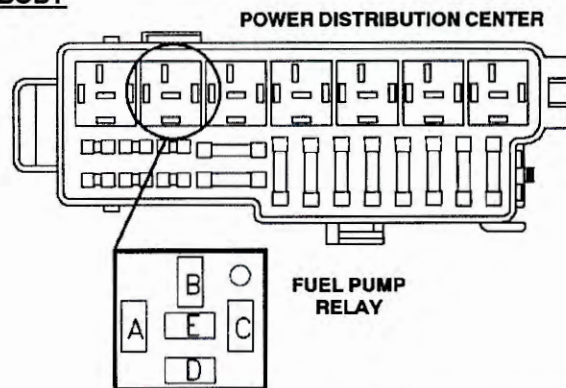 BODY
POWER DISTRIBUTION CENTER
FUEL PUMP
RELAY
B
A
E
C
D